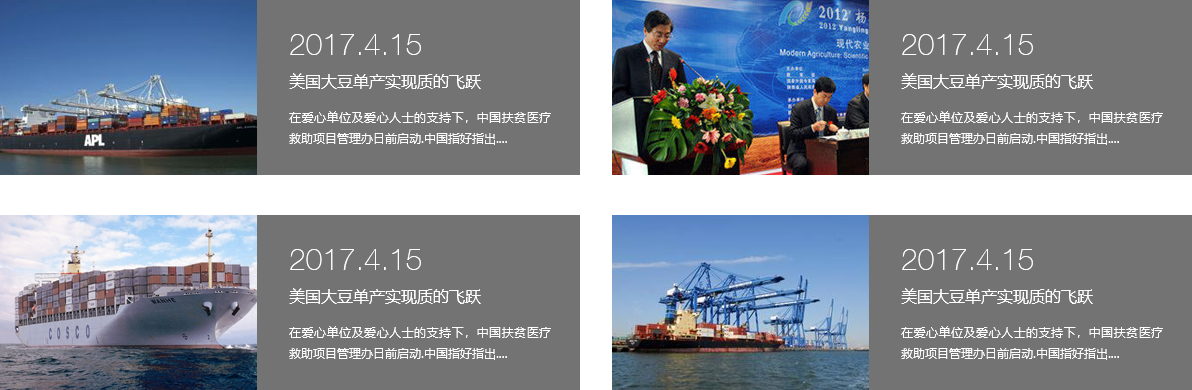 APL
2017.4.15
美国大豆单产实现质的飞跃
在爱心单位及爱心人士的支持下，中国扶贫医疗
救助项目管理办日前启动.中国指好指出....
2012' 杨
2012 Yangling
现代农业
Modern Agriculture: Scientific
2017.4.15
美国大豆单产实现质的飞跃
在爱心单位及爱心人士的支持下，中国扶贫医疗
救助项目管理办日前启动.中国指好指出....
COSCO
2017.4.15
美国大豆单产实现质的飞跃
在爱心单位及爱心人士的支持下，中国扶贫医疗
救助项目管理办日前启动.中国指好指出....
2017.4.15
美国大豆单产实现质的飞跃
在爱心单位及爱心人士的支持下，中国扶贫医疗
救助项目管理办日前启动.中国指好指出....